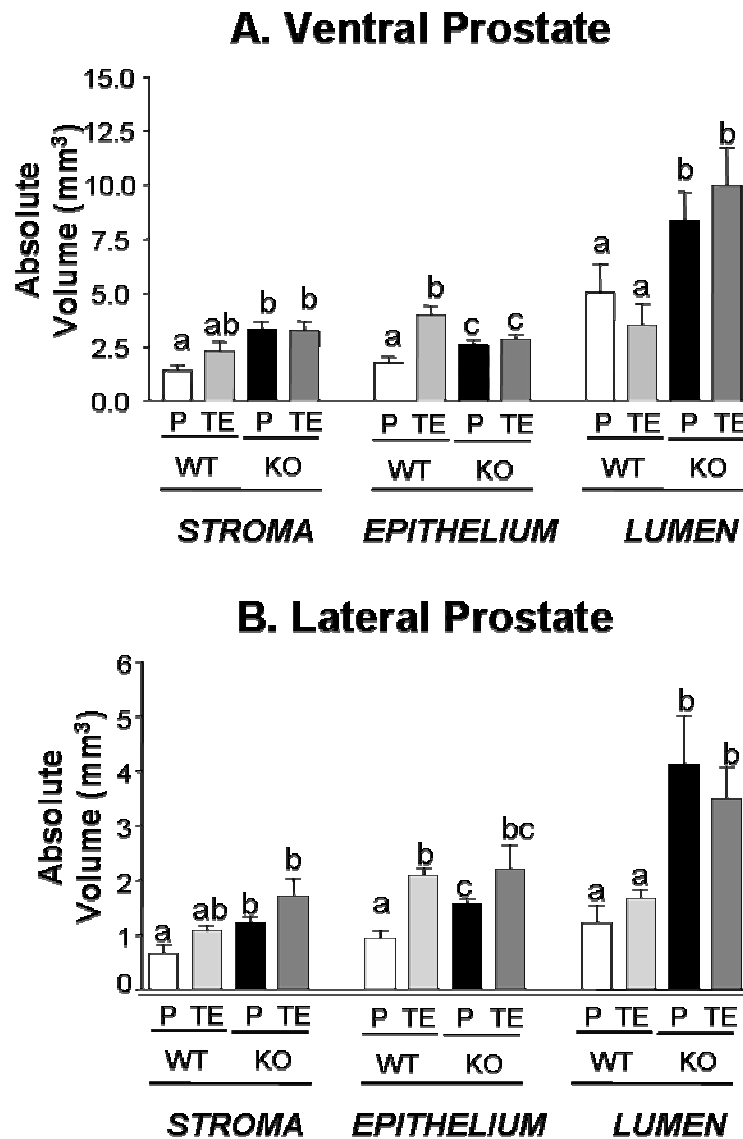 A. Ventral Prostate
Absolute
Volume (mm³)
15.0
12.5
10.0
7.5
5.0
2.5
0.0
a ab b b
a b c c
a a b b
P TE P TE P TE P TE P TE P TE
WT KO WT KO WT KO
STROMA EPITHELIUM LUMEN
B. Lateral Prostate
Absolute
Volume (mm³)
6
5
4
3
2
1
0
a ab b b
a b c bc
a a b b
P TE P TE P TE P TE P TE P TE
WT KO WT KO WT KO
STROMA EPITHELIUM LUMEN